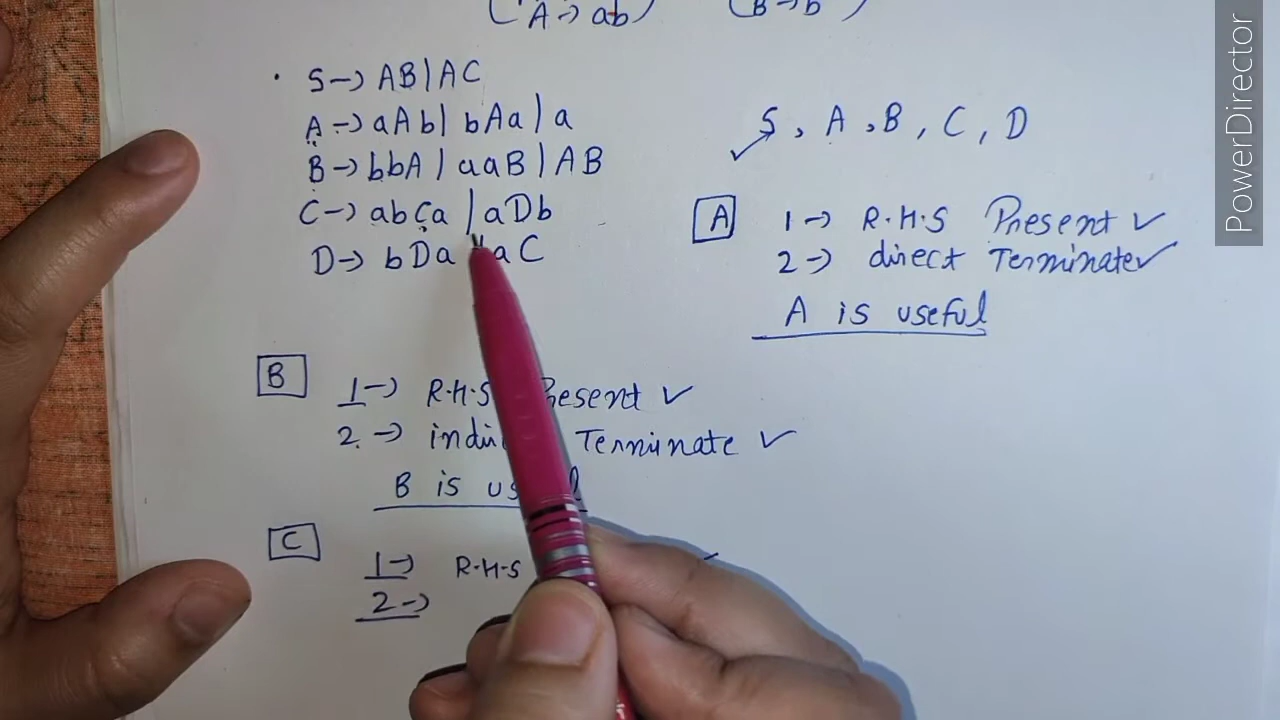 A → ab) (B → b )
S → AB | AC
A → aAb | bAa | a
B → bbA | aaB | AB
C → abCa | aDb
D → bDa aC
S, A, B, C, D
A 1 → R.H.S Present ✓
2 → direct Terminate ✓
A is useful
B 1 → R.H.S Present ✓
2 → Terminate ✓
B is
C 1 → R.H.S
2 →
PowerDirector